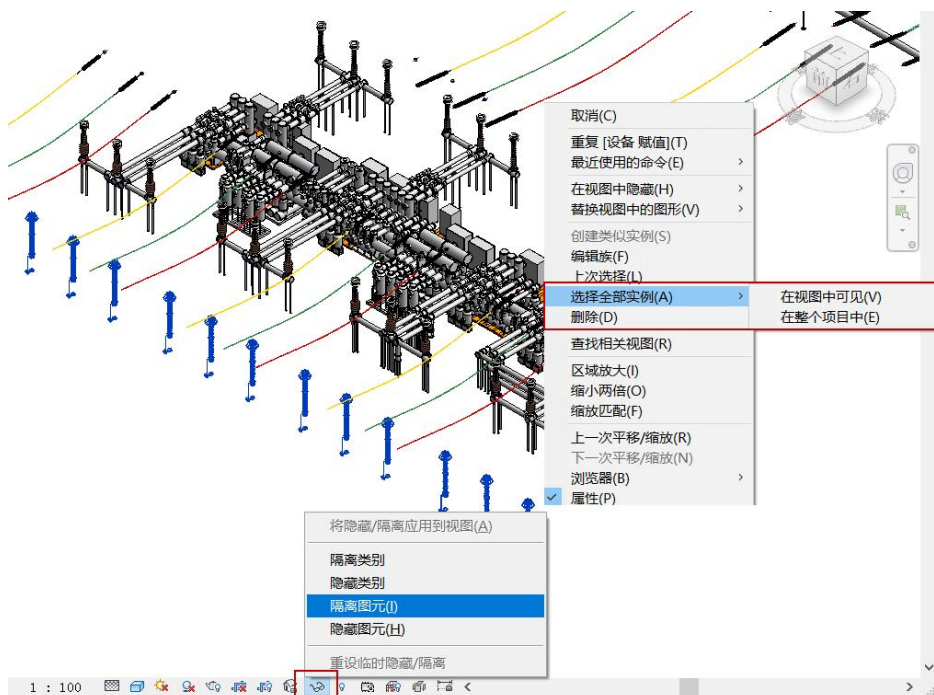 取消(C)
重复 [设备 赋值](T)
最近使用的命令(E)
在视图中隐藏(H)
替换视图中的图形(V)
创建类似实例(S)
编辑族(F)
上次选择(L)
选择全部实例(A)
在视图中可见(V)
删除(D)
在整个项目中(E)
查找相关视图(R)
区域放大(I)
缩小两倍(O)
缩放匹配(F)
上一次平移/缩放(R)
下一次平移/缩放(N)
浏览器(B)
属性(P)
将隐藏/隔离应用到视图(A)
隔离类别
隐藏类别
隔离图元(I)
隐藏图元(H)
重设临时隐藏/隔离
1 : 100